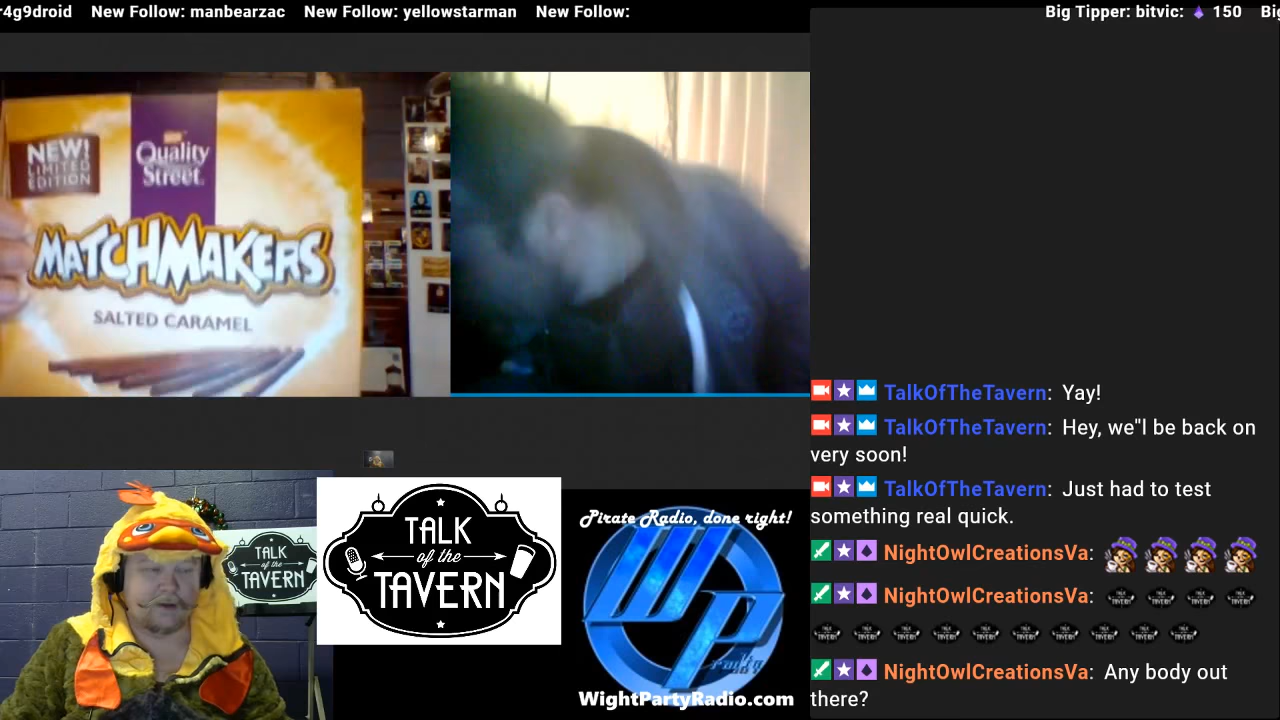 r4g9droid New Follow: manbearzac New Follow: yellowstarman New Follow:
Big Tipper: bitvic: 150 Big
NEW!
LIMITED
EDITION
Quality
Street
MATCHMAKERS
SALTED CARAMEL
TALK
of the
TAVERN
TALK
of the
TAVERN
Pirate Radio, done right!
WP
radio
WightPartyRadio.com
TalkOfTheTavern: Yay!
TalkOfTheTavern: Hey, we"l be back on
very soon!
TalkOfTheTavern: Just had to test
something real quick.
NightOwlCreationsVa:
NightOwlCreationsVa:
NightOwlCreationsVa: Any body out
there?